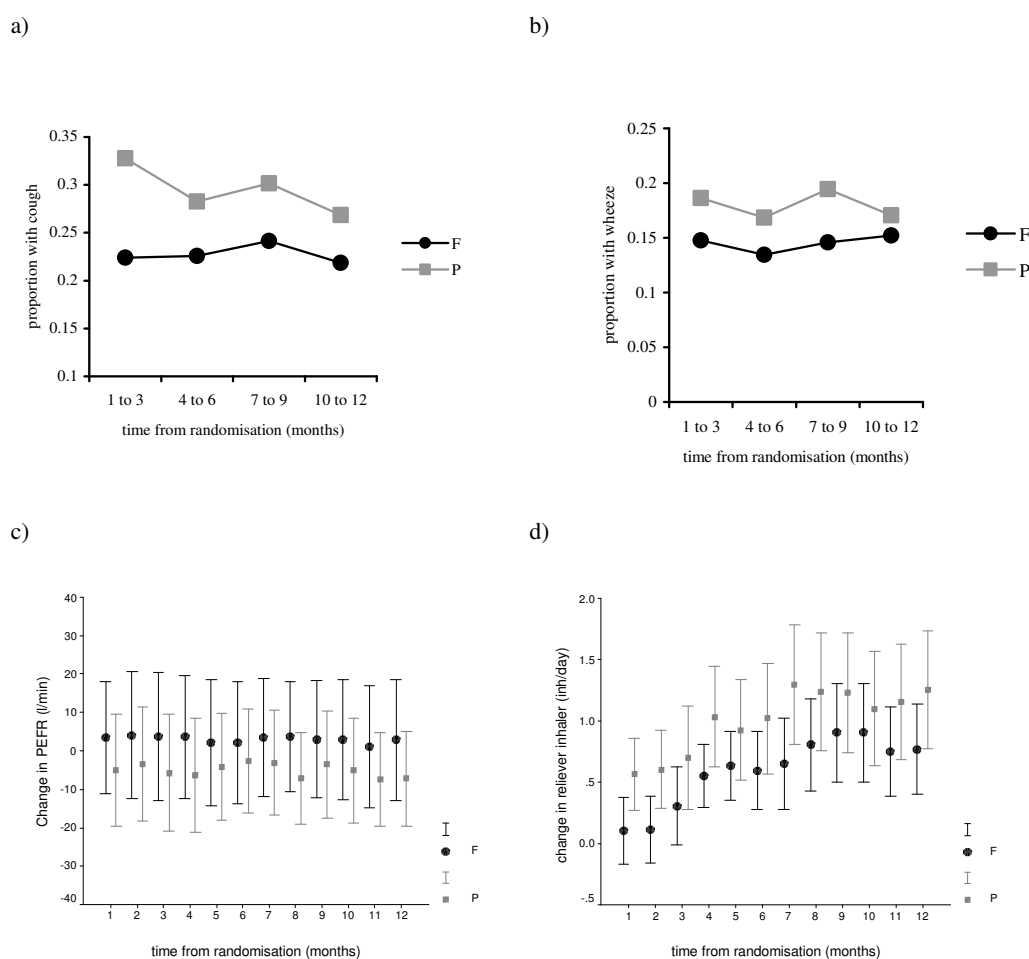 a)
b)
0.35
0.3
0.25
0.2
0.15
0.1
proportion with cough
1 to 3 4 to 6 7 to 9 10 to 12
time from randomisation (months)
F
P
0.25
0.2
0.15
0.1
0.05
0
proportion with wheeze
1 to 3 4 to 6 7 to 9 10 to 12
time from randomisation (months)
F
P
c)
d)
40
30
20
10
0
-10
-20
-30
-40
Change in PEFR (l/min)
1 2 3 4 5 6 7 8 9 10 11 12
time from randomisation (months)
F
P
2.0
1.5
1.0
.5
0.0
-.5
change in reliever inhaler (inh/day)
1 2 3 4 5 6 7 8 9 10 11 12
time from randomisation (months)
F
P